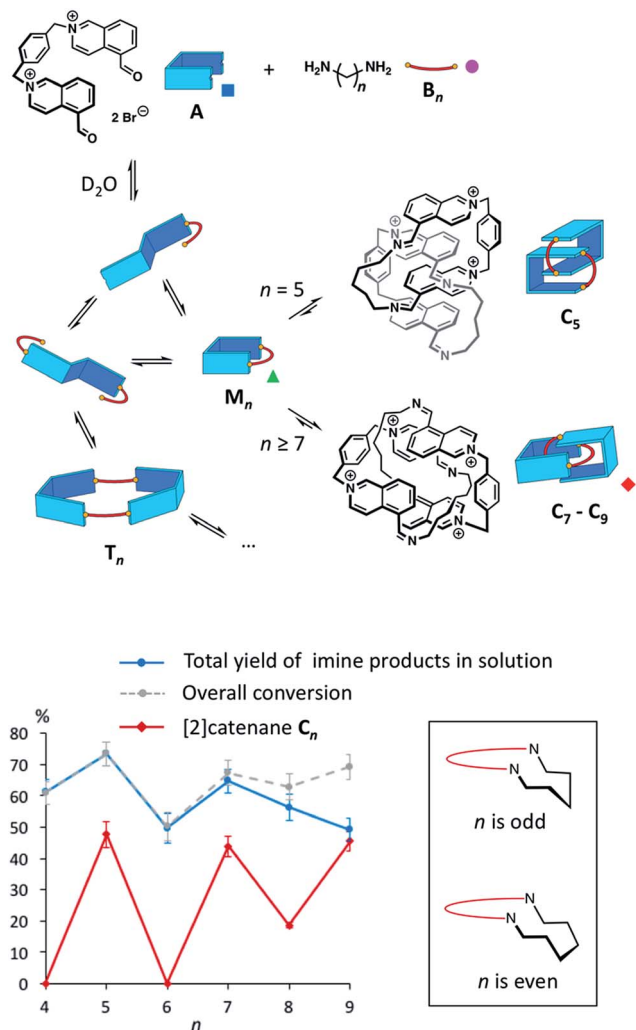 N
⊕
O
N
⊕
O
2 Br⊖
A
+
H₂N
NH₂
n
Bₙ
D₂O
n = 5
Mₙ
n ≥ 7
Tₙ
...
N
⊕
N
N
⊕
N
C₅
N
N
⊕
⊕
N
N
⊕
N
N
⊕
C₇ - C₉
Total yield of imine products in solution
Overall conversion
[2]catenane Cₙ
%
80
70
60
50
40
30
20
10
0
4
5
6
7
8
9
n
N
N
n is odd
N
N
n is even